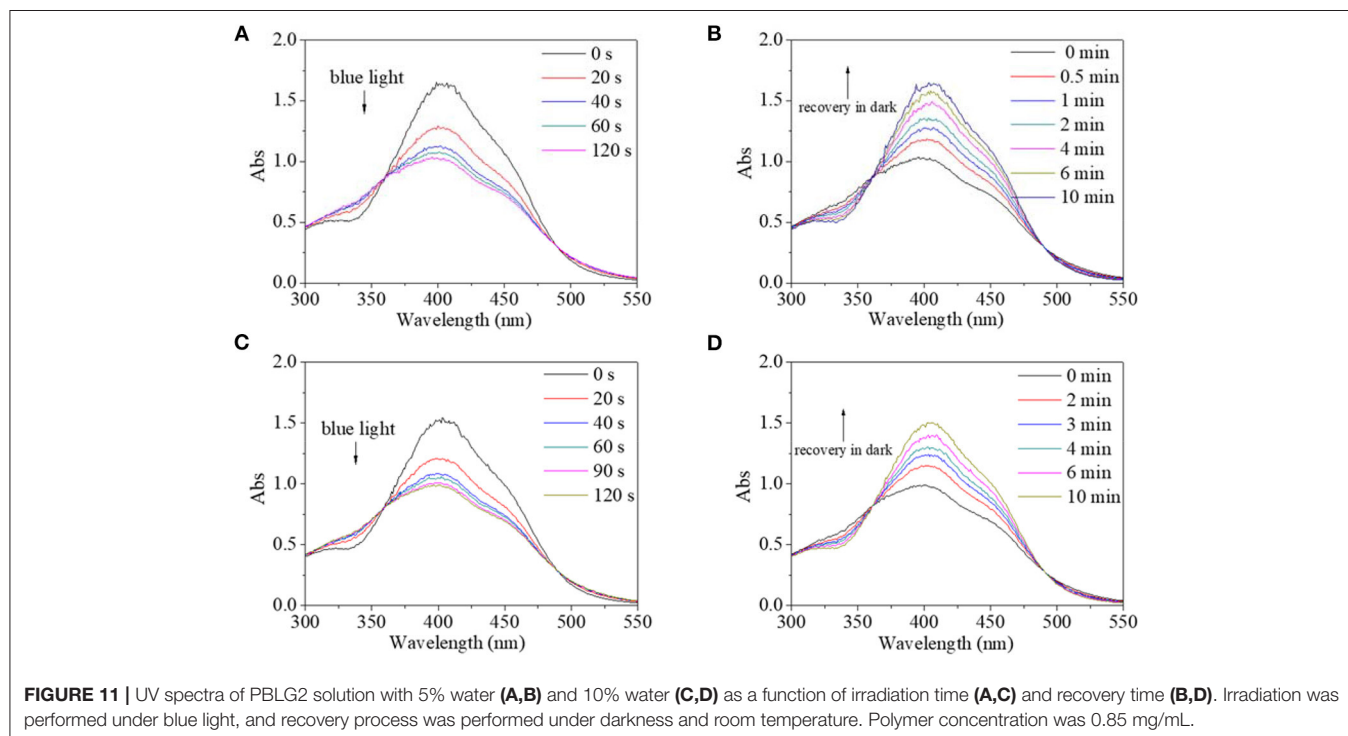 A
2.0
1.5
1.0
0.5
0.0
Abs
blue light
0 s
20 s
40 s
60 s
120 s
300 350 400 450 500 550
Wavelength (nm)
B
2.0
1.5
1.0
0.5
0.0
Abs
recovery in dark
0 min
0.5 min
1 min
2 min
4 min
6 min
10 min
300 350 400 450 500 550
Wavelength (nm)
C
2.0
1.5
1.0
0.5
0.0
Abs
blue light
0 s
20 s
40 s
60 s
90 s
120 s
300 350 400 450 500 550
Wavelength (nm)
D
2.0
1.5
1.0
0.5
0.0
Abs
recovery in dark
0 min
2 min
3 min
4 min
6 min
10 min
300 350 400 450 500 550
Wavelength (nm)
FIGURE 11 | UV spectra of PBLG2 solution with 5% water (A,B) and 10% water (C,D) as a function of irradiation time (A,C) and recovery time (B,D). Irradiation was
performed under blue light, and recovery process was performed under darkness and room temperature. Polymer concentration was 0.85 mg/mL.